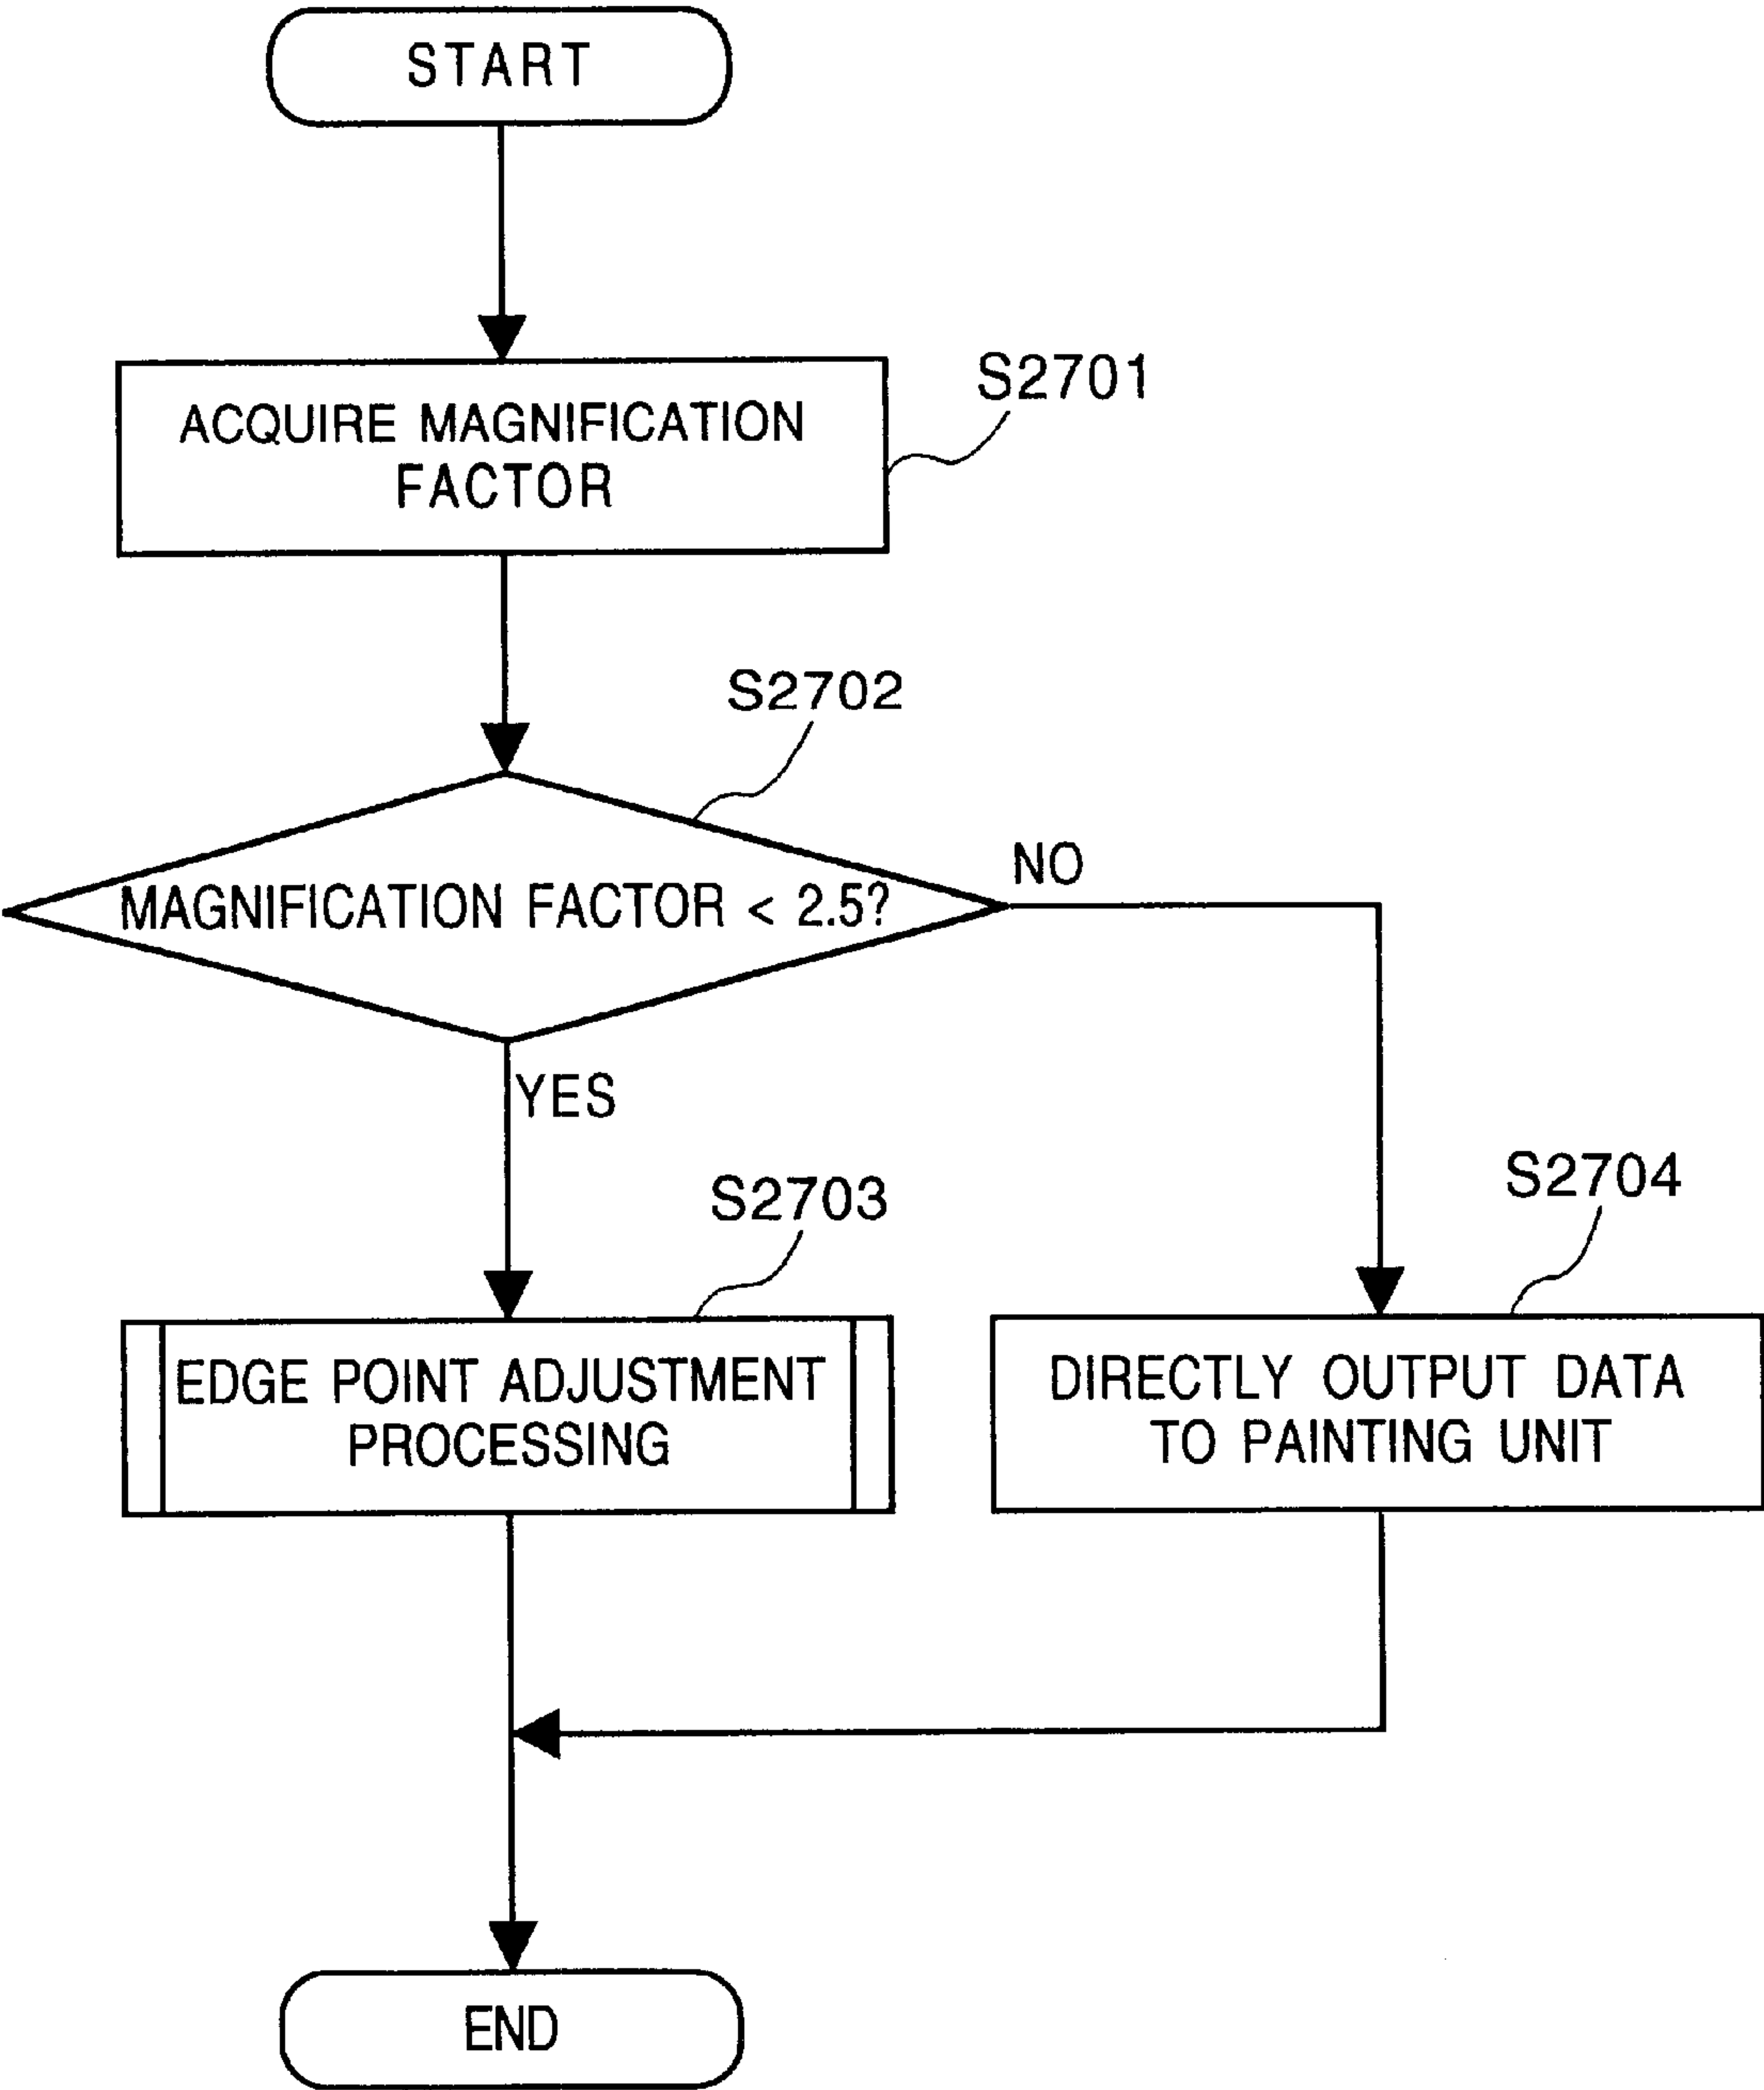 START
S2701
ACQUIRE MAGNIFICATION
FACTOR
S2702
MAGNIFICATION FACTOR < 2.5?
NO
YES
S2703
EDGE POINT ADJUSTMENT
PROCESSING
S2704
DIRECTLY OUTPUT DATA
TO PAINTING UNIT
END